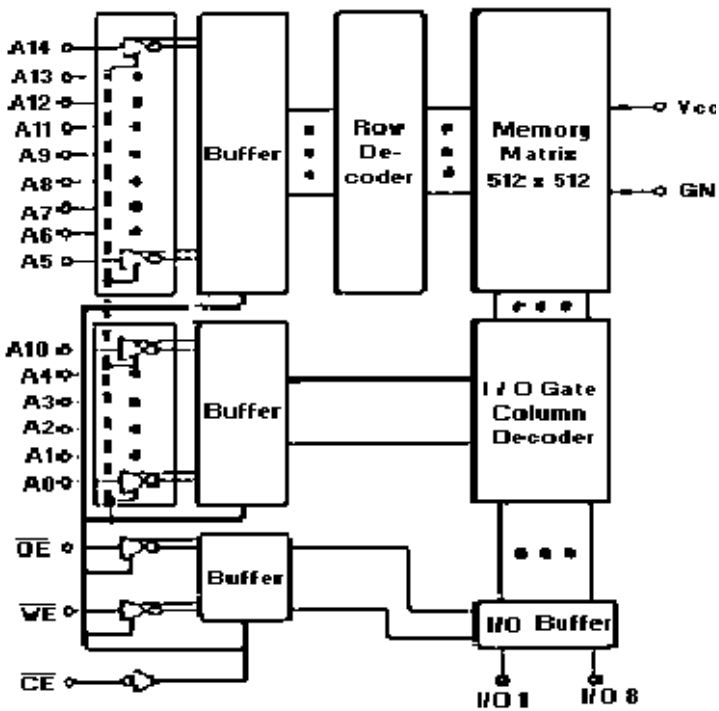 A14
A13
A12
A11
A9
A8
A7
A6
A5
Buffer
Row
De-
coder
Memory
Matrix
512 x 512
Vcc
GN
A10
A4
A3
A2
A1
A0
Buffer
I / O Gate
Column
Decoder
OE
WE
CE
Buffer
I/O Buffer
I/O 1
I/O 8